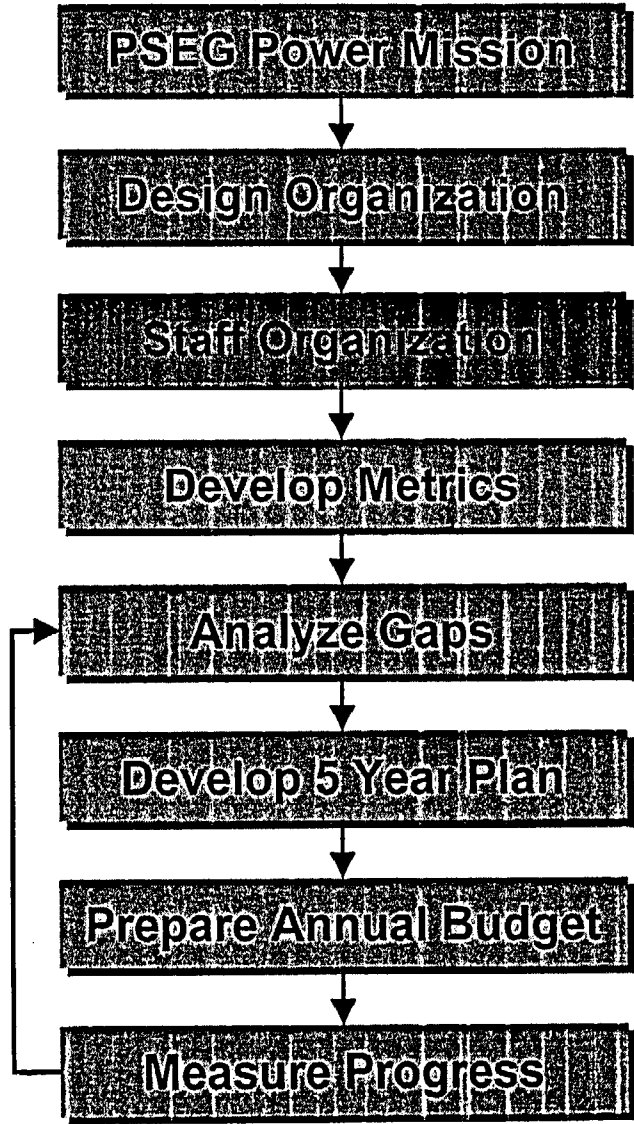 PSEG Power Mission
Design Organization
Staff Organization
Develop Metrics
Analyze Gaps
Develop 5 Year Plan
Prepare Annual Budget
Measure Progress